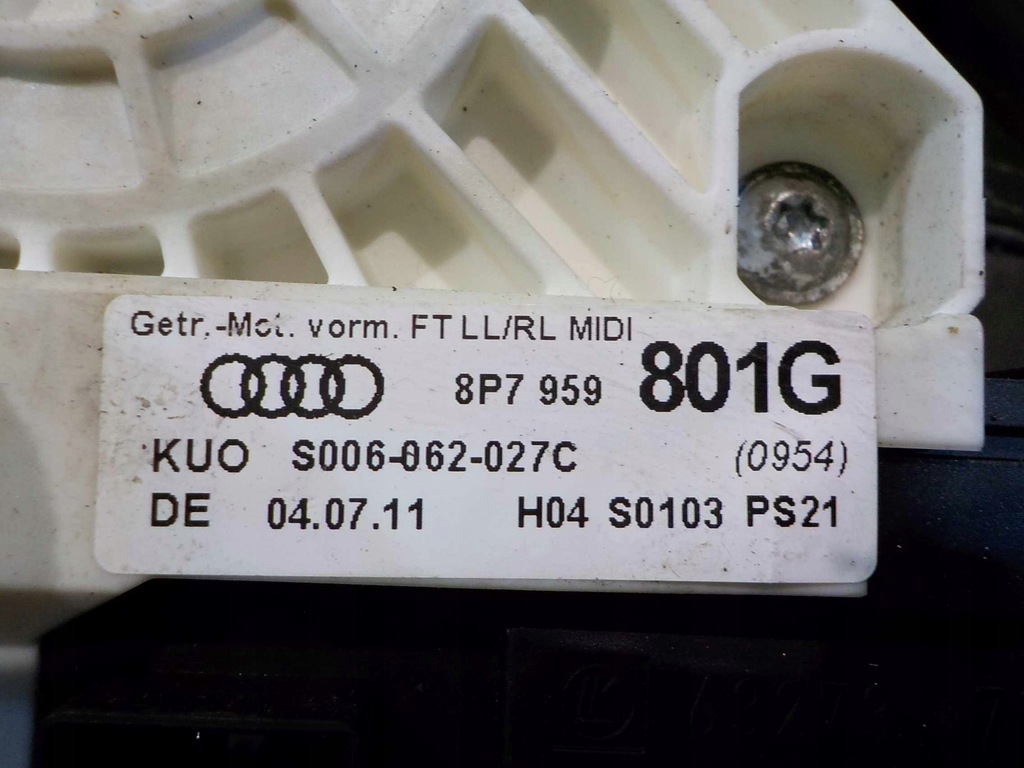 Getr.-Mot. vorm. FT LL/RL MIDI
8P7 959 801G
KUO S006-062-027C (0954)
DE 04.07.11 H04 S0103 PS21